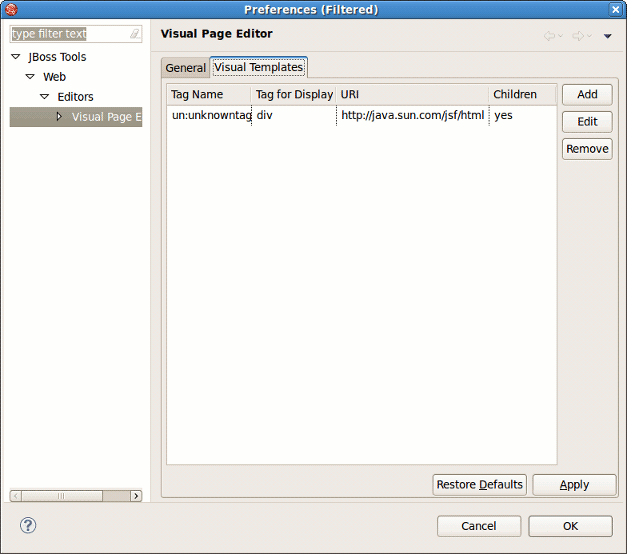 Preferences (Filtered)
type filter text
JBoss Tools
Web
Editors
Visual Page E
Visual Page Editor
General Visual Templates
Tag Name Tag for Display URI Children
un:unknowntag div http://java.sun.com/jsf/html yes
Add
Edit
Remove
Restore Defaults Apply
Cancel OK